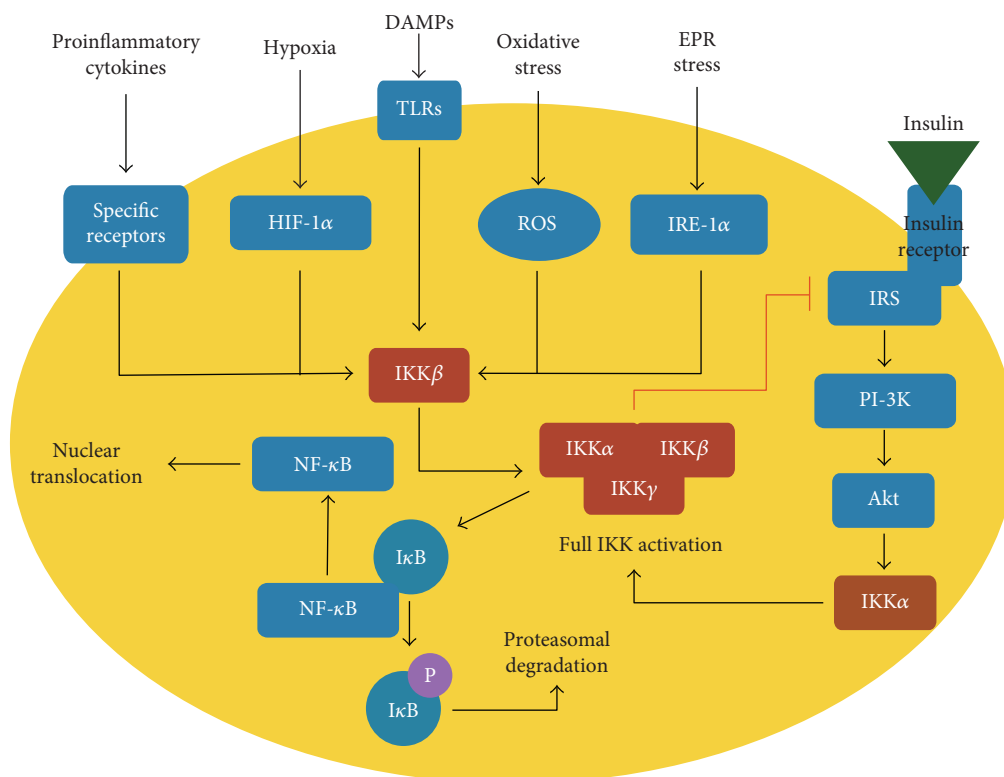 Proinflammatory
cytokines
Hypoxia
DAMPs
Oxidative
stress
EPR
stress
TLRs
Insulin
Specific
receptors
HIF-1α
ROS
IRE-1α
Insulin
receptor
IRS
IKKβ
PI-3K
Nuclear
translocation
NF-κB
IKKα
IKKβ
IKKγ
Akt
Full IKK activation
IκB
NF-κB
IKKα
Proteasomal
degradation
P
IκB